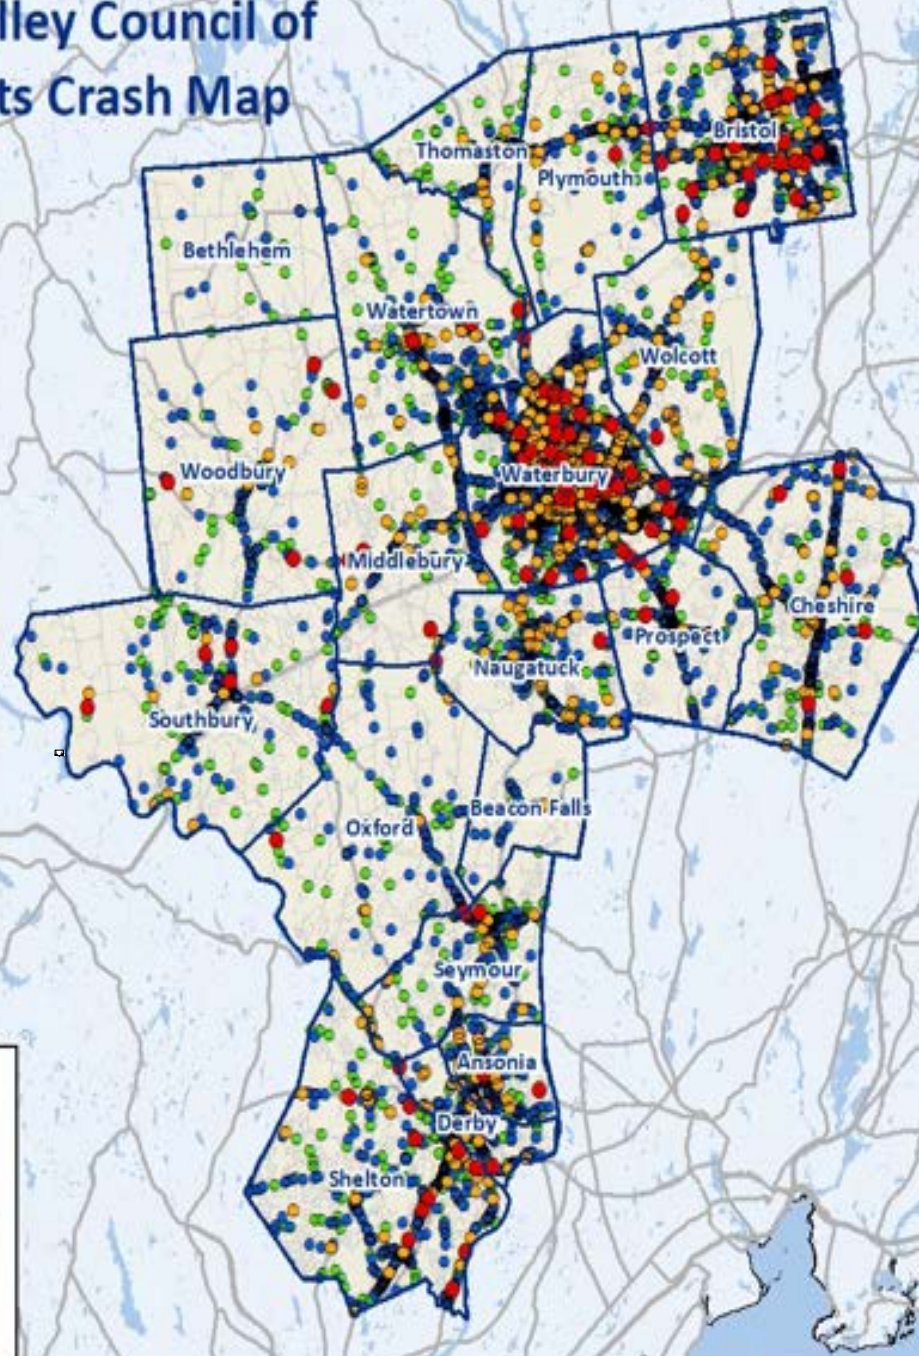 lley Council of
ts Crash Map
Bristol
Thomaston
Plymouth
Bethlehem
Watertown
Wolcott
Woodbury
Waterbury
Middlebury
Cheshire
Prospect
Naugatuck
Southbury
Beacon Falls
Oxford
Seymour
Ansonia
Derby
Shelton